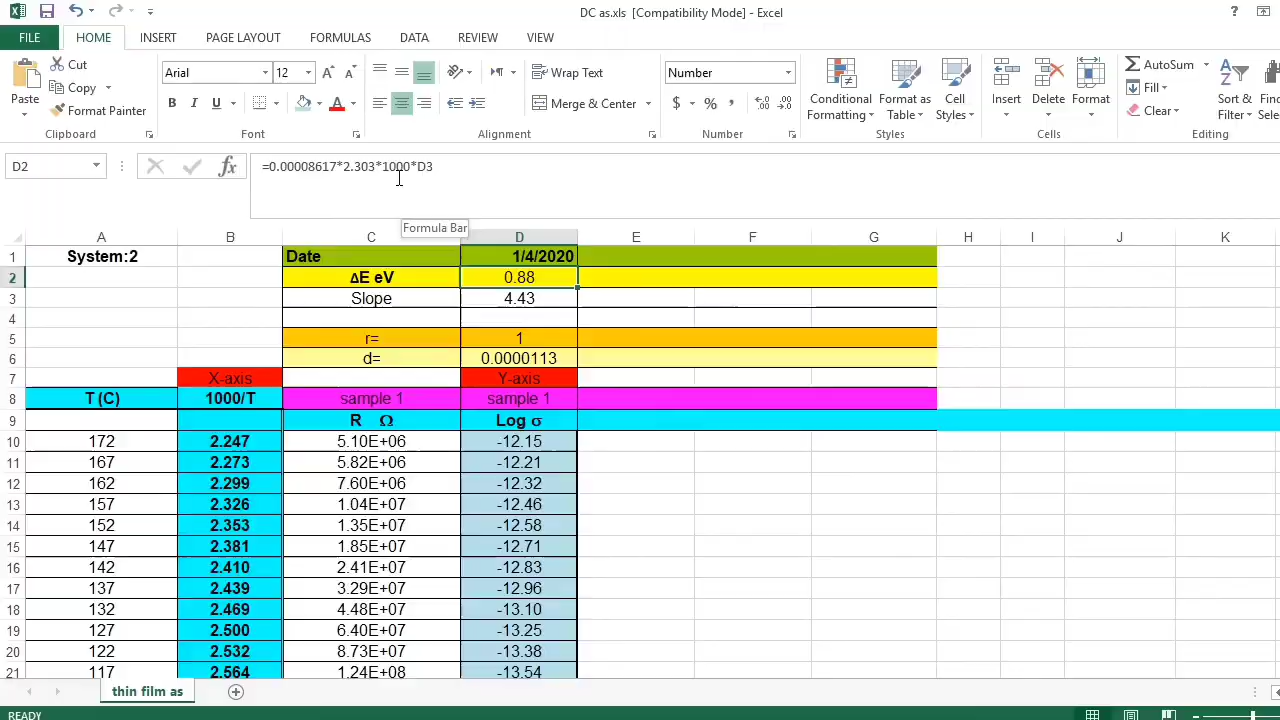 DC as.xls [Compatibility Mode] - Excel
FILE HOME INSERT PAGE LAYOUT FORMULAS DATA REVIEW VIEW
Cut
Copy
Format Painter
Paste
Clipboard
Arial 12
B I U
Font
Wrap Text
Merge & Center
Alignment
Number
$ %
Number
Conditional Formatting
Format as Table
Cell Styles
Styles
Insert Delete Format
Cells
AutoSum
Fill
Clear
Sort & Filter
Find
Editing
D2 fx =0.00008617*2.303*1000*D3
Formula Bar
A B C D E F G H I J K
1 System:2 Date 1/4/2020
2 ΔE eV 0.88
3 Slope 4.43
4
5 r= 1
6 d= 0.0000113
7 X-axis Y-axis
8 T (C) 1000/T sample 1 sample 1
9 R Ω Log σ
10 172 2.247 5.10E+06 -12.15
11 167 2.273 5.82E+06 -12.21
12 162 2.299 7.60E+06 -12.32
13 157 2.326 1.04E+07 -12.46
14 152 2.353 1.35E+07 -12.58
15 147 2.381 1.85E+07 -12.71
16 142 2.410 2.41E+07 -12.83
17 137 2.439 3.29E+07 -12.96
18 132 2.469 4.48E+07 -13.10
19 127 2.500 6.40E+07 -13.25
20 122 2.532 8.73E+07 -13.38
21 117 2.564 1.24E+08 -13.54
thin film as
READY